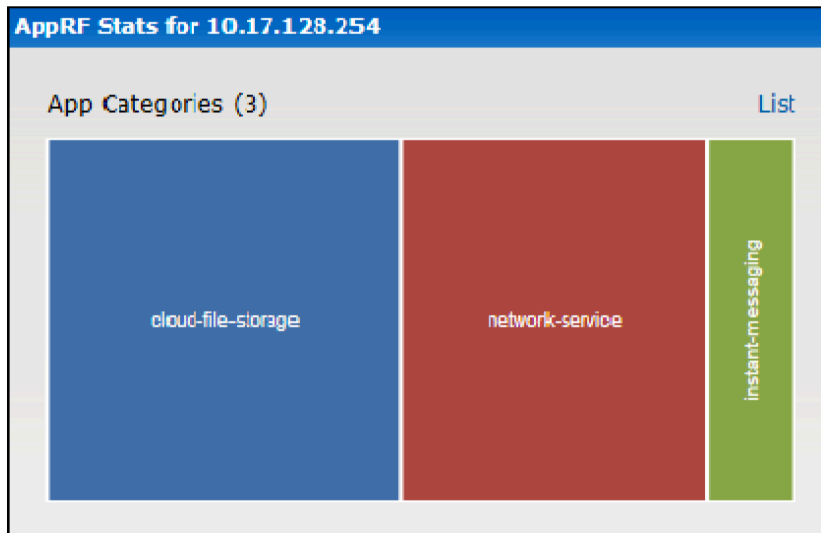 AppRF Stats for 10.17.128.254
App Categories (3)
List
cloud-file-storage
network-service
instant-messaging